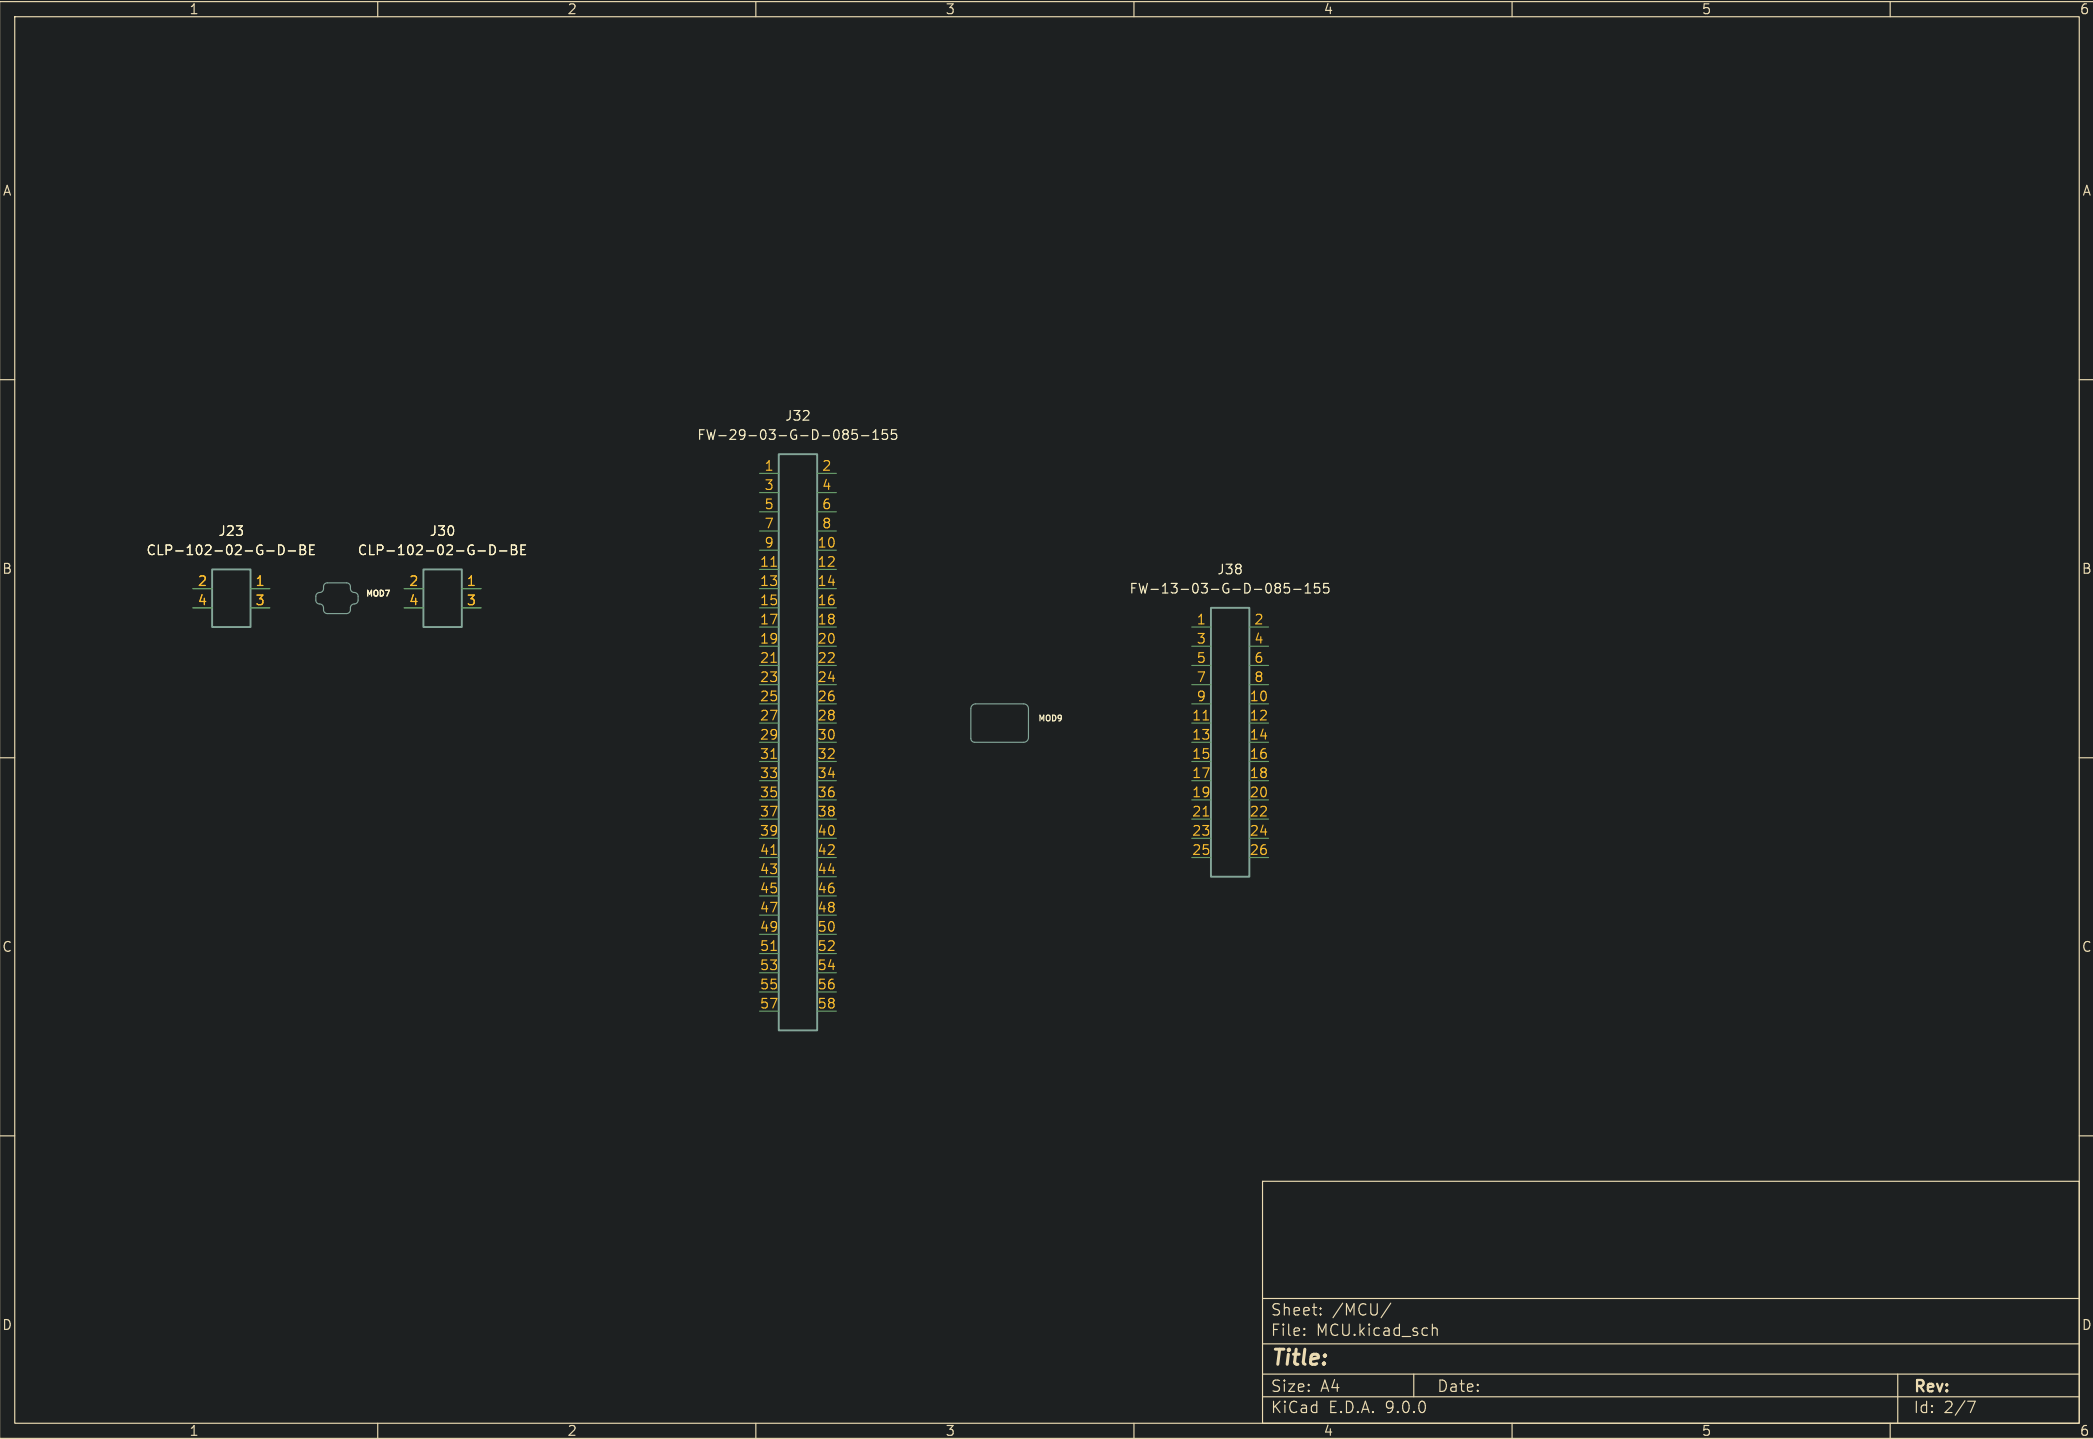 1 2 3 4 5 6
A A
J32
FW-29-03-G-D-085-155
1 2
3 4
5 6
7 8
9 10
11 12
13 14
15 16
17 18
19 20
21 22
23 24
25 26
27 28
29 30
31 32
33 34
35 36
37 38
39 40
41 42
43 44
45 46
47 48
49 50
51 52
53 54
55 56
57 58
J23
CLP-102-02-G-D-BE
2 1
4 3
MOD7
J30
CLP-102-02-G-D-BE
2 1
4 3
B B
MOD9
J38
FW-13-03-G-D-085-155
1 2
3 4
5 6
7 8
9 10
11 12
13 14
15 16
17 18
19 20
21 22
23 24
25 26
C C
D D
Sheet: /MCU/
File: MCU.kicad_sch
Title:
Size: A4 Date: Rev:
KiCad E.D.A. 9.0.0 Id: 2/7
1 2 3 4 5 6